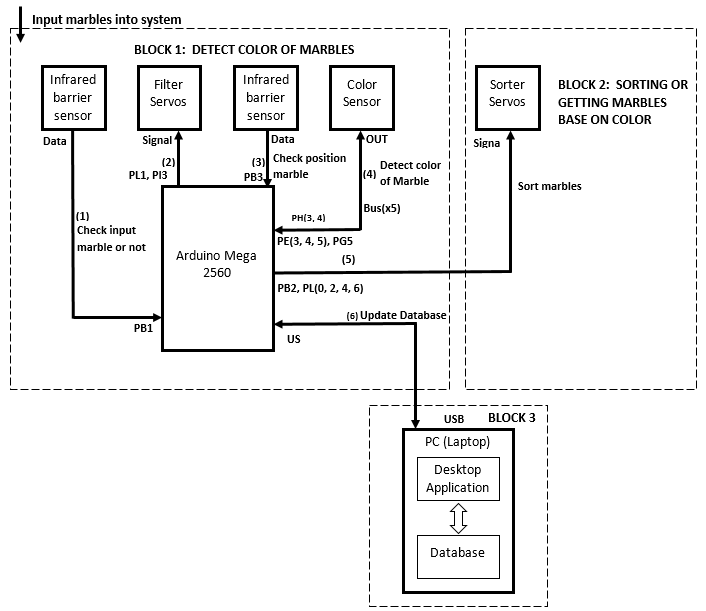 Input marbles into system
BLOCK 1: DETECT COLOR OF MARBLES
Infrared
barrier
sensor
Filter
Servos
Infrared
barrier
sensor
Color
Sensor
Sorter
Servos
BLOCK 2: SORTING OR
GETTING MARBLES
BASE ON COLOR
Data
Signal
Data
OUT
Signa
(2)
PL1, PI3
(3)
PB3
Check position
marble
(4)
Detect color
of Marble
Sort marbles
(1)
Check input
marble or not
PH(3, 4)
Bus(x5)
PE(3, 4, 5), PG5
Arduino Mega
2560
(5)
PB2, PL(0, 2, 4, 6)
PB1
(6) Update Database
US
USB
BLOCK 3
PC (Laptop)
Desktop
Application
Database